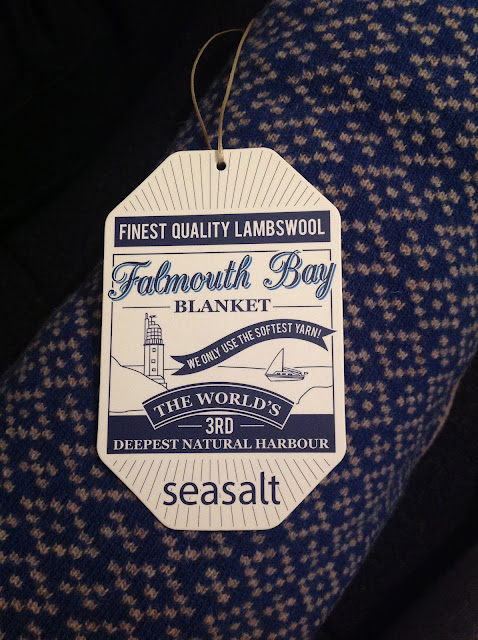 FINEST QUALITY LAMBSWOOL
Falmouth Bay
BLANKET
WE ONLY USE THE SOFTEST YARN!
THE WORLD'S
3RD
DEEPEST NATURAL HARBOUR
seasalt